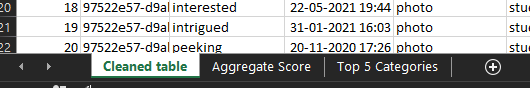 20 18 97522e57-d9al interested 22-05-2021 19:44 photo
21 19 97522e57-d9al intrigued 31-01-2021 16:03 photo
22 20 97522e57-d9al peeking 20-11-2020 17:26 photo
Cleaned table Aggregate Score Top 5 Categories